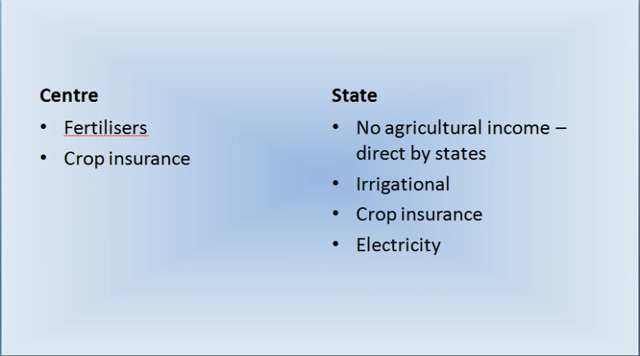 Centre
• Fertilisers
• Crop insurance
State
• No agricultural income –
direct by states
• Irrigational
• Crop insurance
• Electricity